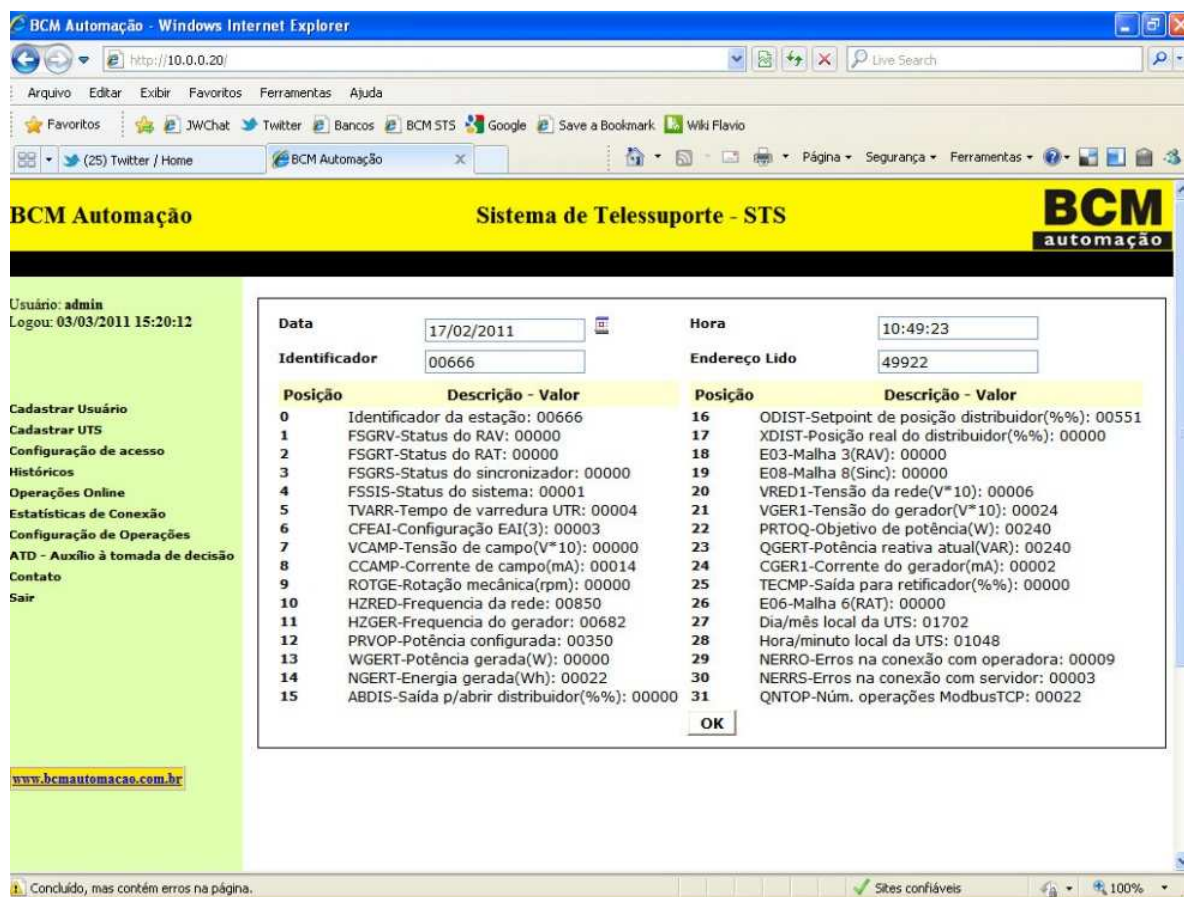 BCM Automação - Windows Internet Explorer
http://10.0.0.20/
Live Search
Arquivo Editar Exibir Favoritos Ferramentas Ajuda
Favoritos JWChat Twitter Bancos BCM STS Google Save a Bookmark Wiki Flavio
(25) Twitter / Home BCM Automação Página Segurança Ferramentas
BCM Automação Sistema de Telessuporte - STS BCM automação
Usuário: admin
Logou: 03/03/2011 15:20:12
Cadastrar Usuário
Cadastrar UTS
Configuração de acesso
Históricos
Operações Online
Estatísticas de Conexão
Configuração de Operações
ATD - Auxílio à tomada de decisão
Contato
Sair
www.bcmautomacao.com.br
Data 17/02/2011 Hora 10:49:23
Identificador 00666 Endereço Lido 49922
Posição Descrição - Valor Posição Descrição - Valor
0 Identificador da estação: 00666 16 ODIST-Setpoint de posição distribuidor(%%): 00551
1 FSGRV-Status do RAV: 00000 17 XDIST-Posição real do distribuidor(%%): 00000
2 FSGRT-Status do RAT: 00000 18 E03-Malha 3(RAV): 00000
3 FSGRS-Status do sincronizador: 00000 19 E08-Malha 8(Sinc): 00000
4 FSSIS-Status do sistema: 00001 20 VRED1-Tensão da rede(V*10): 00006
5 TVARR-Tempo de varredura UTR: 00004 21 VGER1-Tensão do gerador(V*10): 00024
6 CFEAI-Configuração EAI(3): 00003 22 PRTOQ-Objetivo de potência(W): 00240
7 VCAMP-Tensão de campo(V*10): 00000 23 QGERT-Potência reativa atual(VAR): 00240
8 CCAMP-Corrente de campo(mA): 00014 24 CGER1-Corrente do gerador(mA): 00002
9 ROTGE-Rotação mecânica(rpm): 00000 25 TECMP-Saída para retificador(%%): 00000
10 HZRED-Frequencia da rede: 00850 26 E06-Malha 6(RAT): 00000
11 HZGER-Frequencia do gerador: 00682 27 Dia/mês local da UTS: 01702
12 PRVOP-Potência configurada: 00350 28 Hora/minuto local da UTS: 01048
13 WGERT-Potência gerada(W): 00000 29 NERRO-Erros na conexão com operadora: 00009
14 NGERT-Energia gerada(Wh): 00022 30 NERRS-Erros na conexão com servidor: 00003
15 ABDIS-Saída p/abrir distribuidor(%%): 00000 31 QNTOP-Núm. operações ModbusTCP: 00022
OK
Concluído, mas contém erros na página. Sites confiáveis 100%